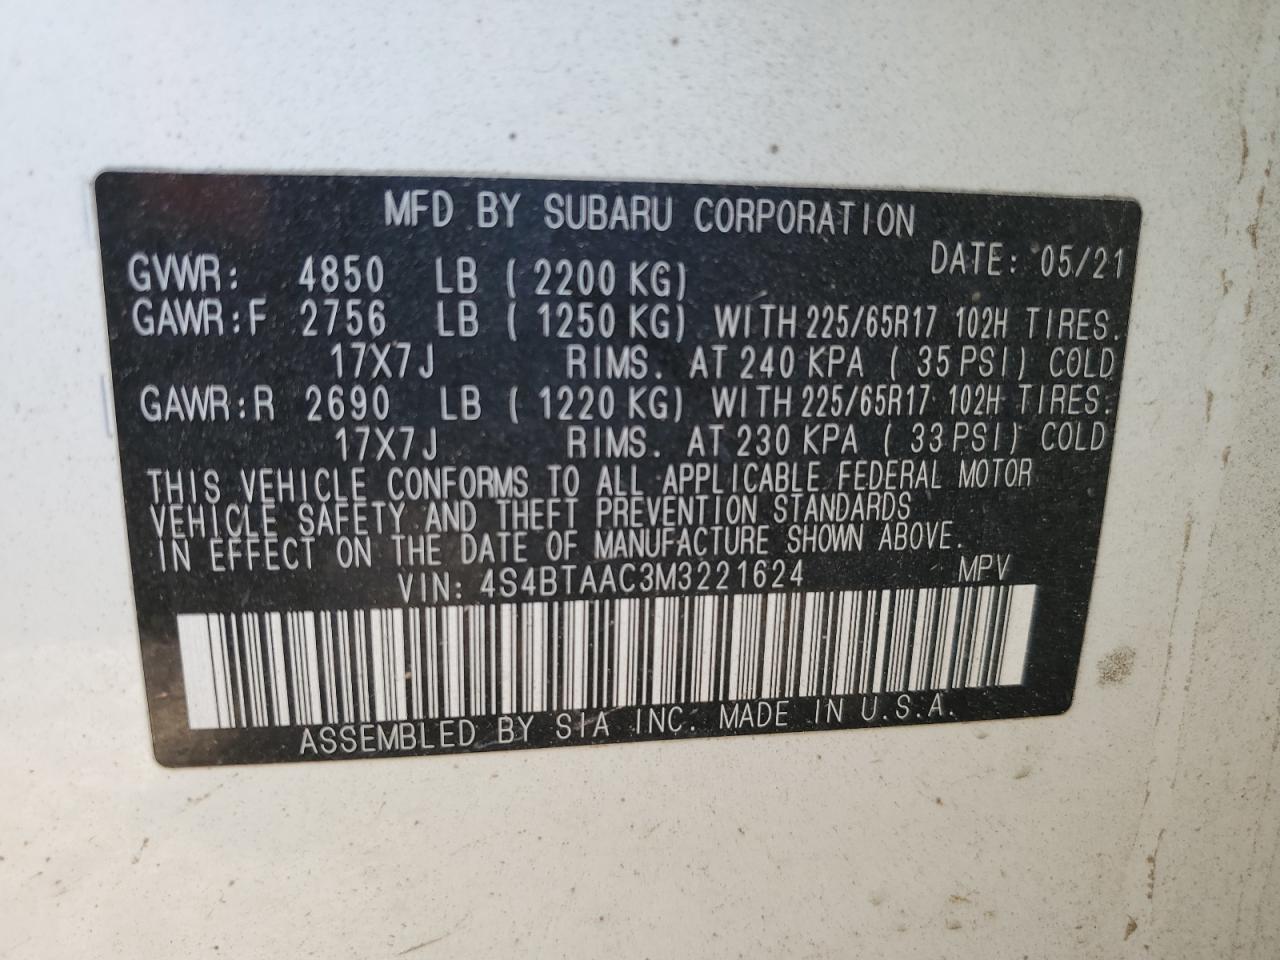 MFD BY SUBARU CORPORATION
DATE: 05/21
GVWR: 4850 LB ( 2200 KG)
GAWR:F 2756 LB ( 1250 KG) WITH 225/65R17 102H TIRES.
17X7J RIMS. AT 240 KPA ( 35 PSI) COLD
GAWR:R 2690 LB ( 1220 KG) WITH 225/65R17 102H TIRES.
17X7J RIMS. AT 230 KPA ( 33 PSI) COLD
THIS VEHICLE CONFORMS TO ALL APPLICABLE FEDERAL MOTOR
VEHICLE SAFETY AND THEFT PREVENTION STANDARDS
IN EFFECT ON THE DATE OF MANUFACTURE SHOWN ABOVE.
VIN: 4S4BTAAC3M3221624 MPV
ASSEMBLED BY SIA INC. MADE IN U.S.A.